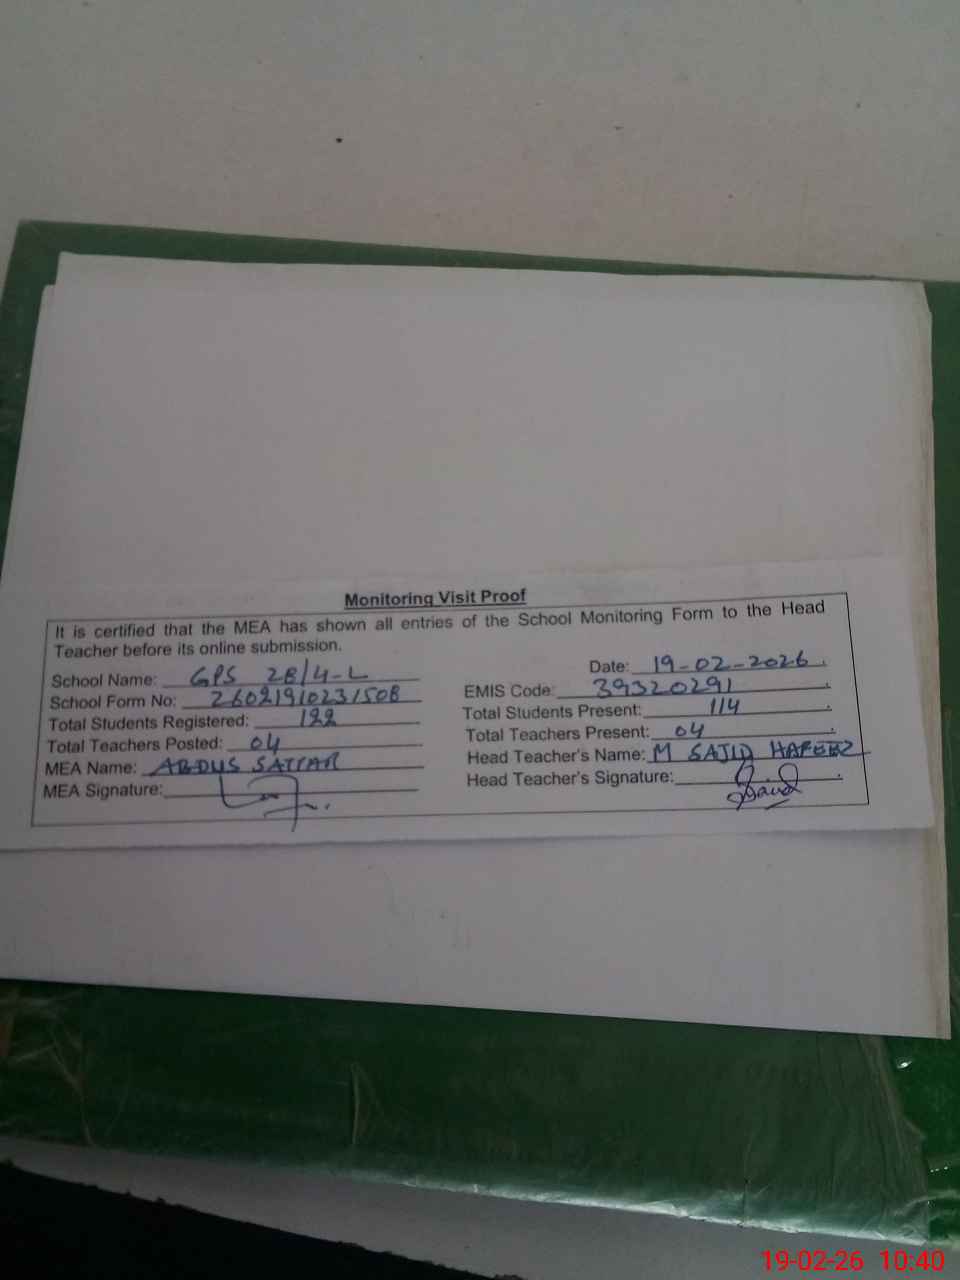 Monitoring Visit Proof
It is certified that the MEA has shown all entries of the School Monitoring Form to the Head
Teacher before its online submission.
School Name: GPS 28/4-L
Date: 19-02-2026
School Form No: 26021910231508
EMIS Code: 39320291
Total Students Registered: 122
Total Students Present: 114
Total Teachers Posted: 04
Total Teachers Present: 04
MEA Name: ABDUS SATTAR
Head Teacher's Name: M SAJID HAFEEZ
MEA Signature:
Head Teacher's Signature:
19-02-26 10:40